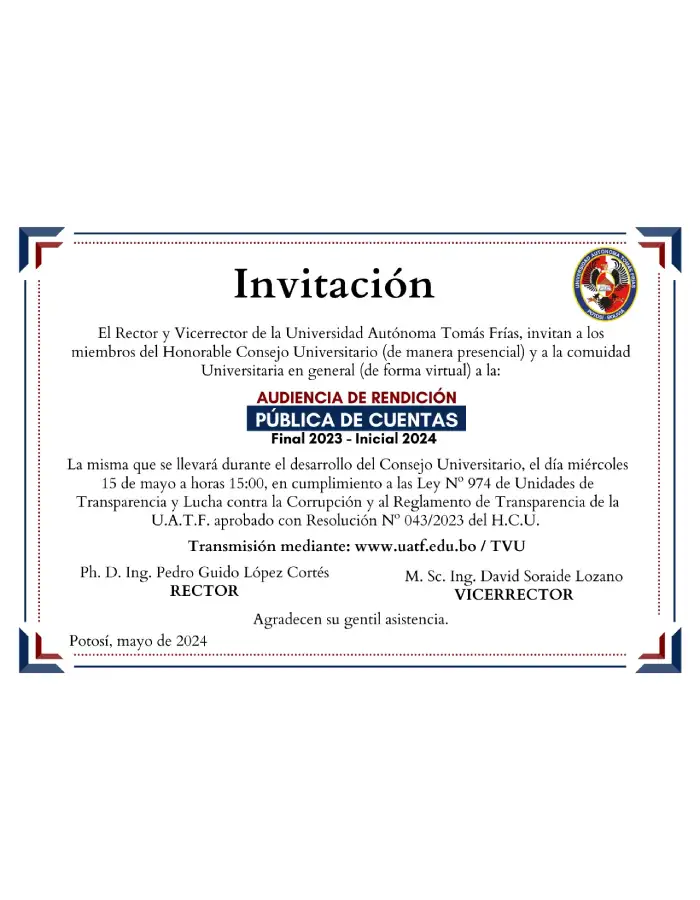 Invitación
UNIVERSIDAD AUTÓNOMA TOMÁS FRÍAS
POTOSÍ - BOLIVIA
El Rector y Vicerrector de la Universidad Autónoma Tomás Frías, invitan a los
miembros del Honorable Consejo Universitario (de manera presencial) y a la comuidad
Universitaria en general (de forma virtual) a la:
AUDIENCIA DE RENDICIÓN
PÚBLICA DE CUENTAS
Final 2023 - Inicial 2024
La misma que se llevará durante el desarrollo del Consejo Universitario, el día miércoles
15 de mayo a horas 15:00, en cumplimiento a las Ley Nº 974 de Unidades de
Transparencia y Lucha contra la Corrupción y al Reglamento de Transparencia de la
U.A.T.F. aprobado con Resolución Nº 043/2023 del H.C.U.
Transmisión mediante: www.uatf.edu.bo / TVU
Ph. D. Ing. Pedro Guido López Cortés
RECTOR
M. Sc. Ing. David Soraide Lozano
VICERRECTOR
Agradecen su gentil asistencia.
Potosí, mayo de 2024